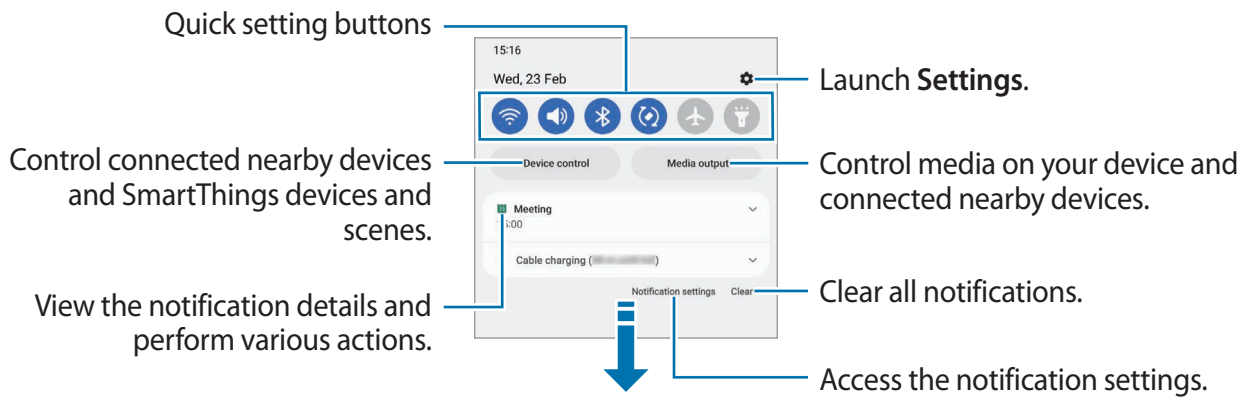 Quick setting buttons
15:16
Wed, 23 Feb
Launch Settings.
Control connected nearby devices
and SmartThings devices and
scenes.
Device control
Media output
Control media on your device and
connected nearby devices.
Meeting
:00
Cable charging ( )
View the notification details and
perform various actions.
Notification settings
Clear
Clear all notifications.
Access the notification settings.